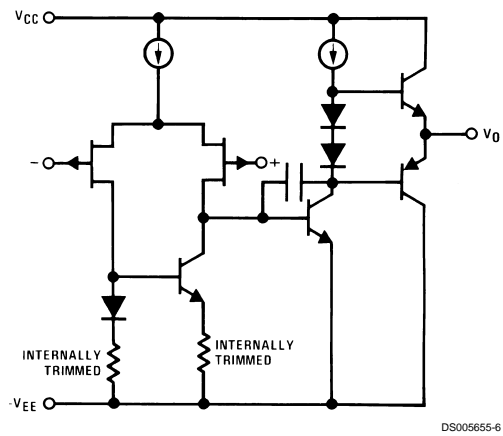 VCC
−
+
VO
INTERNALLY
TRIMMED
INTERNALLY
TRIMMED
-VEE
DS005655-6